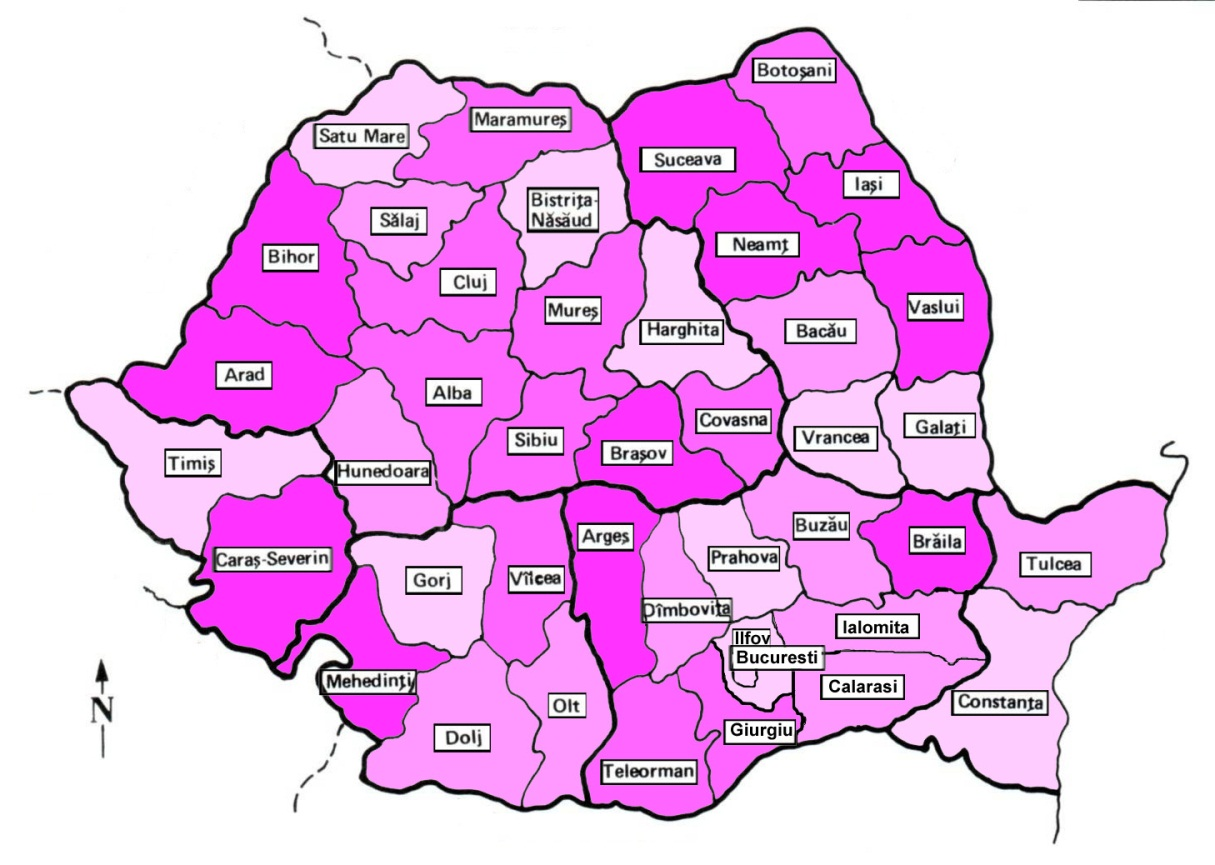 Botoșani
Maramureș
Satu Mare
Suceava
Iași
Bistrița-
Năsăud
Sălaj
Neamț
Bihor
Cluj
Vaslui
Mureș
Harghita
Bacău
Arad
Alba
Covasna
Galați
Vrancea
Sibiu
Brașov
Timiș
Hunedoara
Buzău
Argeș
Brăila
Prahova
Caraș-Severin
Tulcea
Gorj
Vîlcea
Dîmbovița
Ialomita
Ilfov
Bucuresti
Mehedinți
Calarasi
Constanța
Olt
N
Giurgiu
Dolj
Teleorman